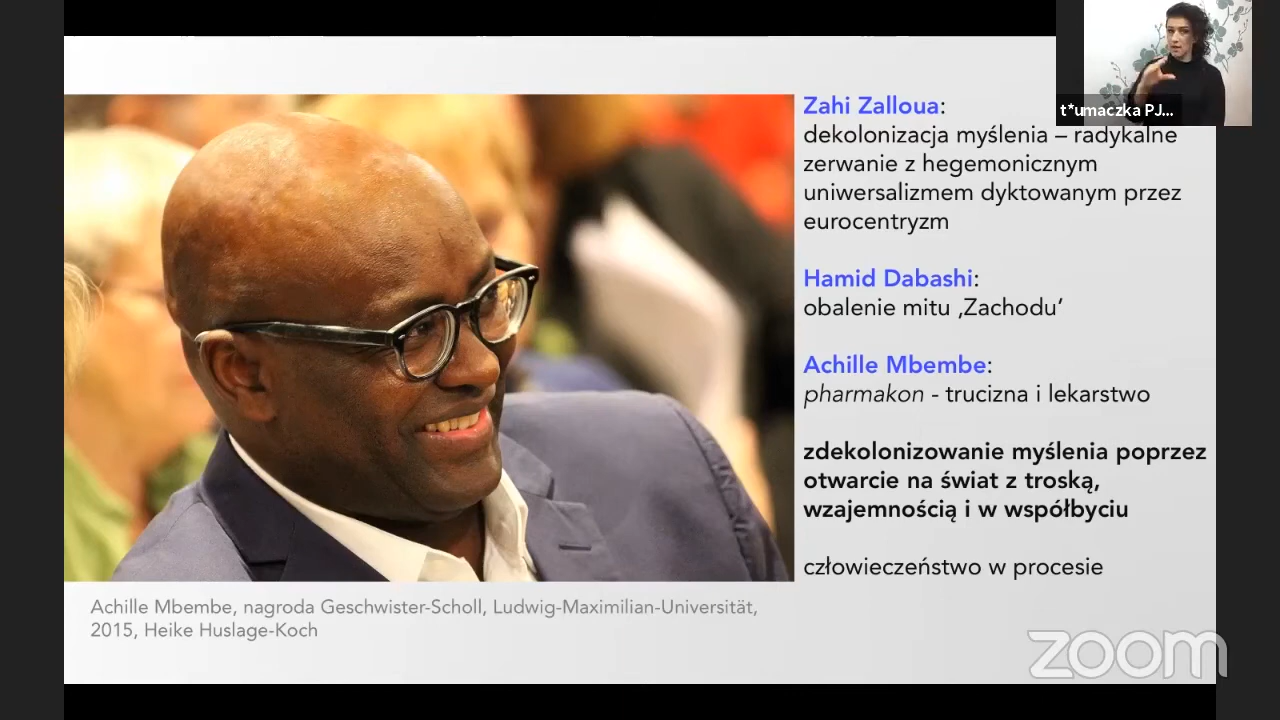 t*umaczka PJ...
Zahi Zalloua:
dekolonizacja myślenia – radykalne
zerwanie z hegemonicznym
uniwersalizmem dyktowanym przez
eurocentryzm
Hamid Dabashi:
obalenie mitu ‚Zachodu’
Achille Mbembe:
pharmakon - trucizna i lekarstwo
zdekolonizowanie myślenia poprzez
otwarcie na świat z troską,
wzajemnością i w współbyciu
człowieczeństwo w procesie
Achille Mbembe, nagroda Geschwister-Scholl, Ludwig-Maximilian-Universität,
2015, Heike Huslage-Koch
zoom